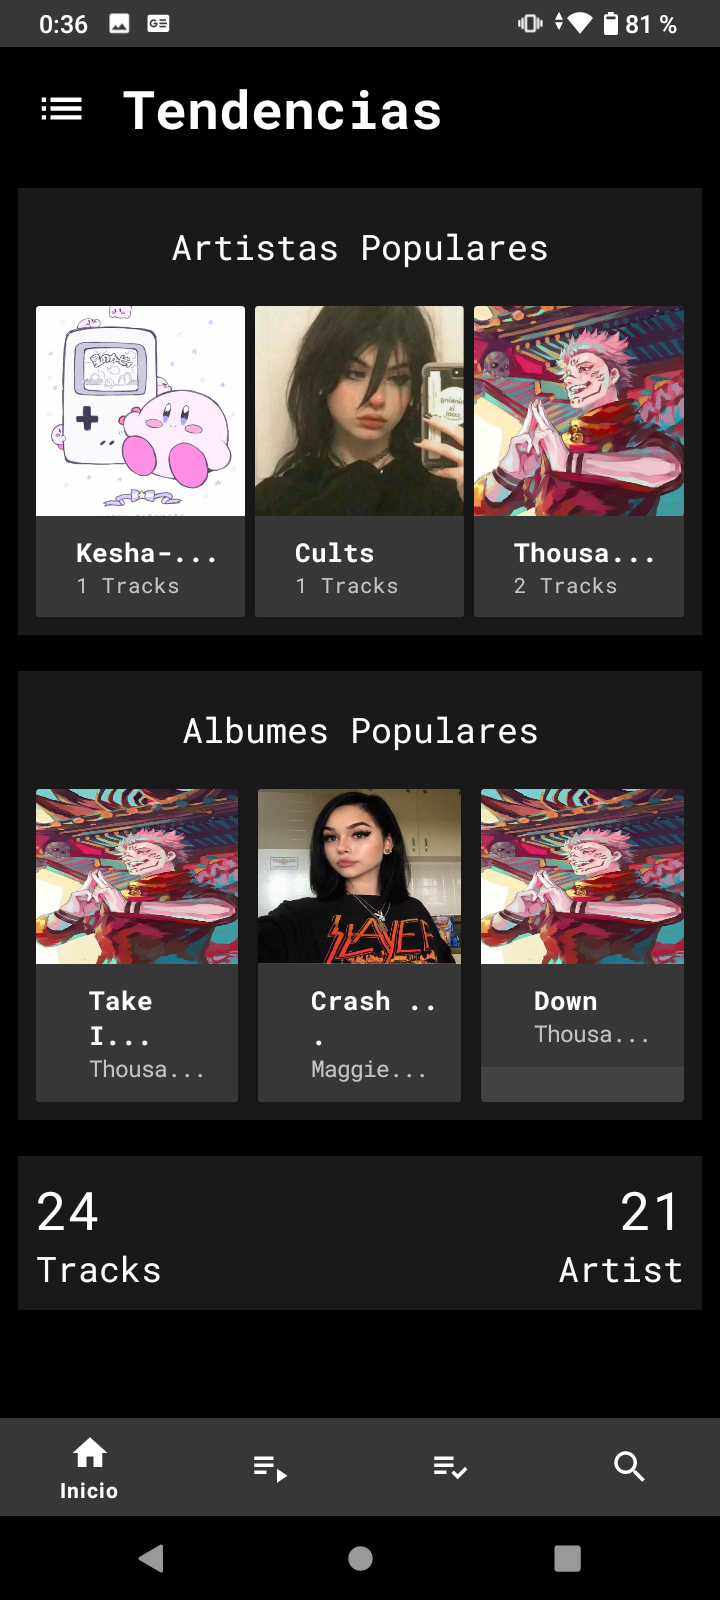 0:36
81 %
Tendencias
Artistas Populares
Kesha-...
1 Tracks
Cults
1 Tracks
Thousa...
2 Tracks
Albumes Populares
SLAYER
Take
I...
Thousa...
Crash ..
.
Maggie...
Down
Thousa...
24
Tracks
21
Artist
Inicio